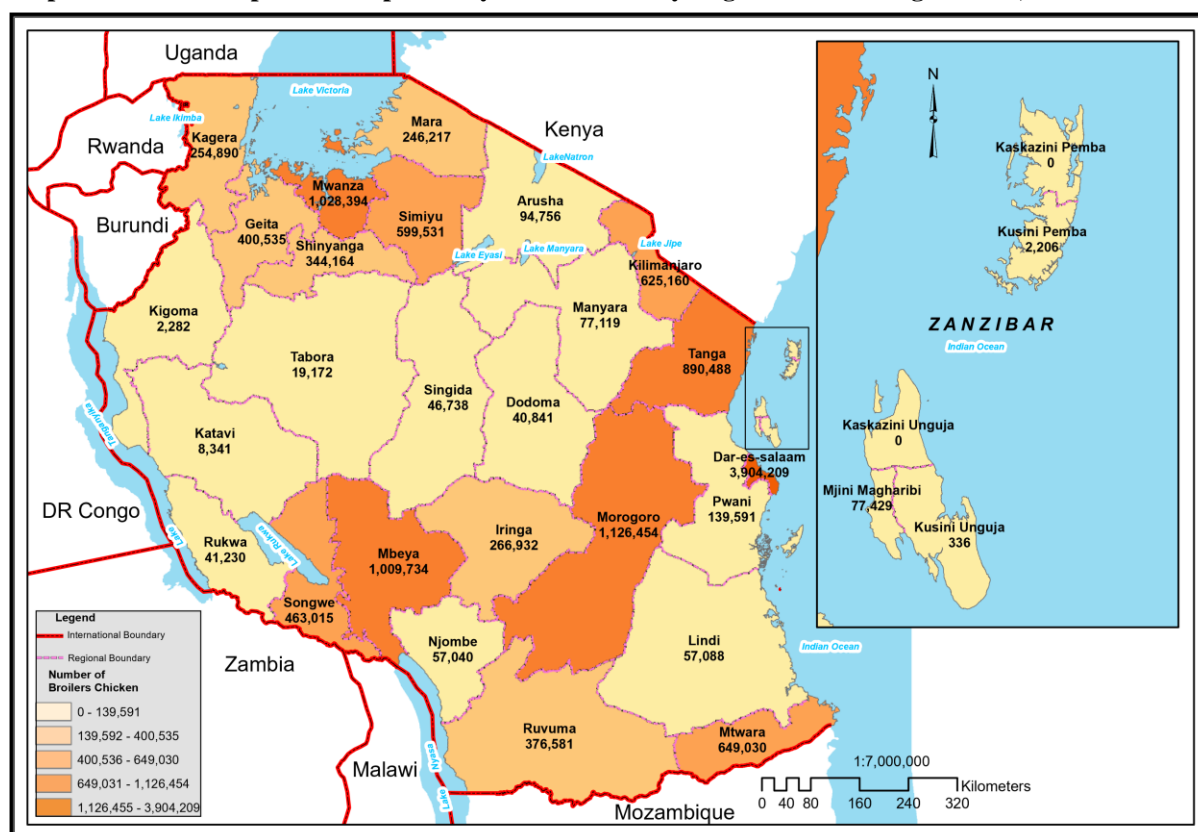 Uganda
Lake Victoria
Kenya
Rwanda
Burundi
Lake Ikimba
Kagera
254,890
Mara
246,217
LakeNatron
Mwanza
1,028,394
Arusha
94,756
Geita
400,535
Simiyu
599,531
Shinyanga
344,164
Lake Eyasi
Lake Manyara
Lake Jipe
Kilimanjaro
625,160
Kigoma
2,282
Manyara
77,119
Tabora
19,172
Tanga
890,488
Singida
46,738
Dodoma
40,841
Katavi
8,341
Tanganyika
Lake
DR Congo
Dar-es-salaam
3,904,209
Pwani
139,591
Rukwa
41,230
Lake Rukwa
Mbeya
1,009,734
Iringa
266,932
Morogoro
1,126,454
Songwe
463,015
Njombe
57,040
Lindi
57,088
Indian Ocean
Zambia
Ruvuma
376,581
Mtwara
649,030
Malawi
Nyasa
Lake
Mozambique
N
Kaskazini Pemba
0
Kusini Pemba
2,206
ZANZIBAR
Indian Ocean
Kaskazini Unguja
0
Mjini Magharibi
77,429
Kusini Unguja
336
Legend
International Boundary
Regional Boundary
Number of
Broilers Chicken
0 - 139,591
139,592 - 400,535
400,536 - 649,030
649,031 - 1,126,454
1,126,455 - 3,904,209
1:7,000,000
Kilometers
0 40 80 160 240 320